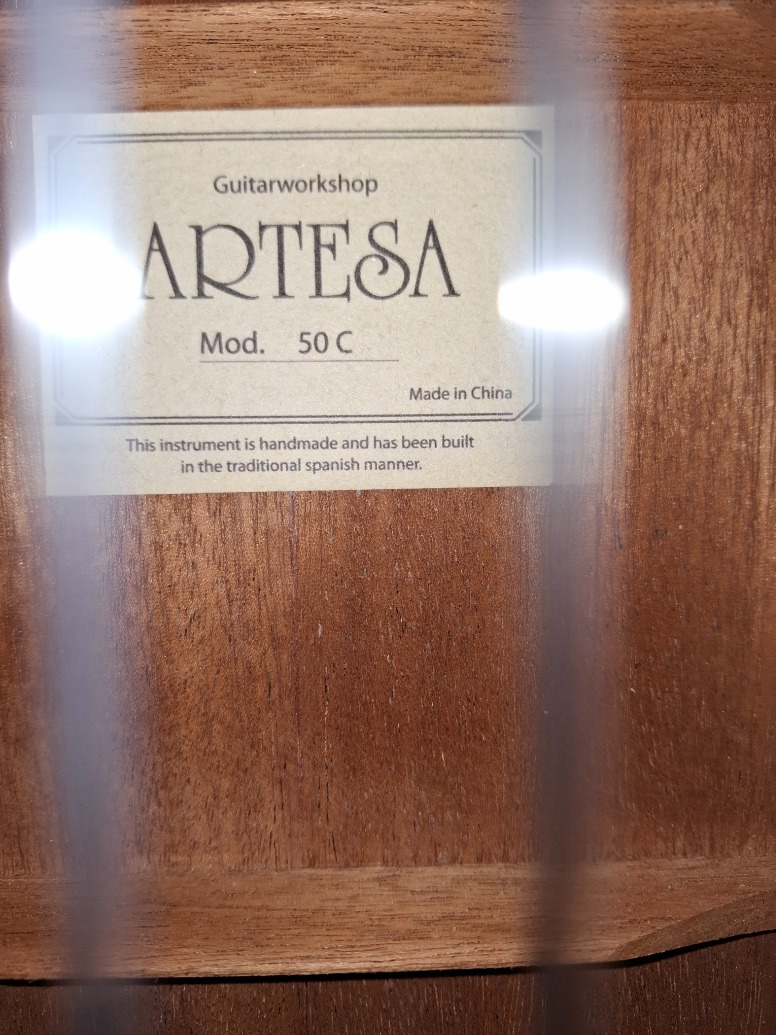 Guitarworkshop
ARTESA
Mod. 50 C
Made in China
This instrument is handmade and has been built
in the traditional spanish manner.